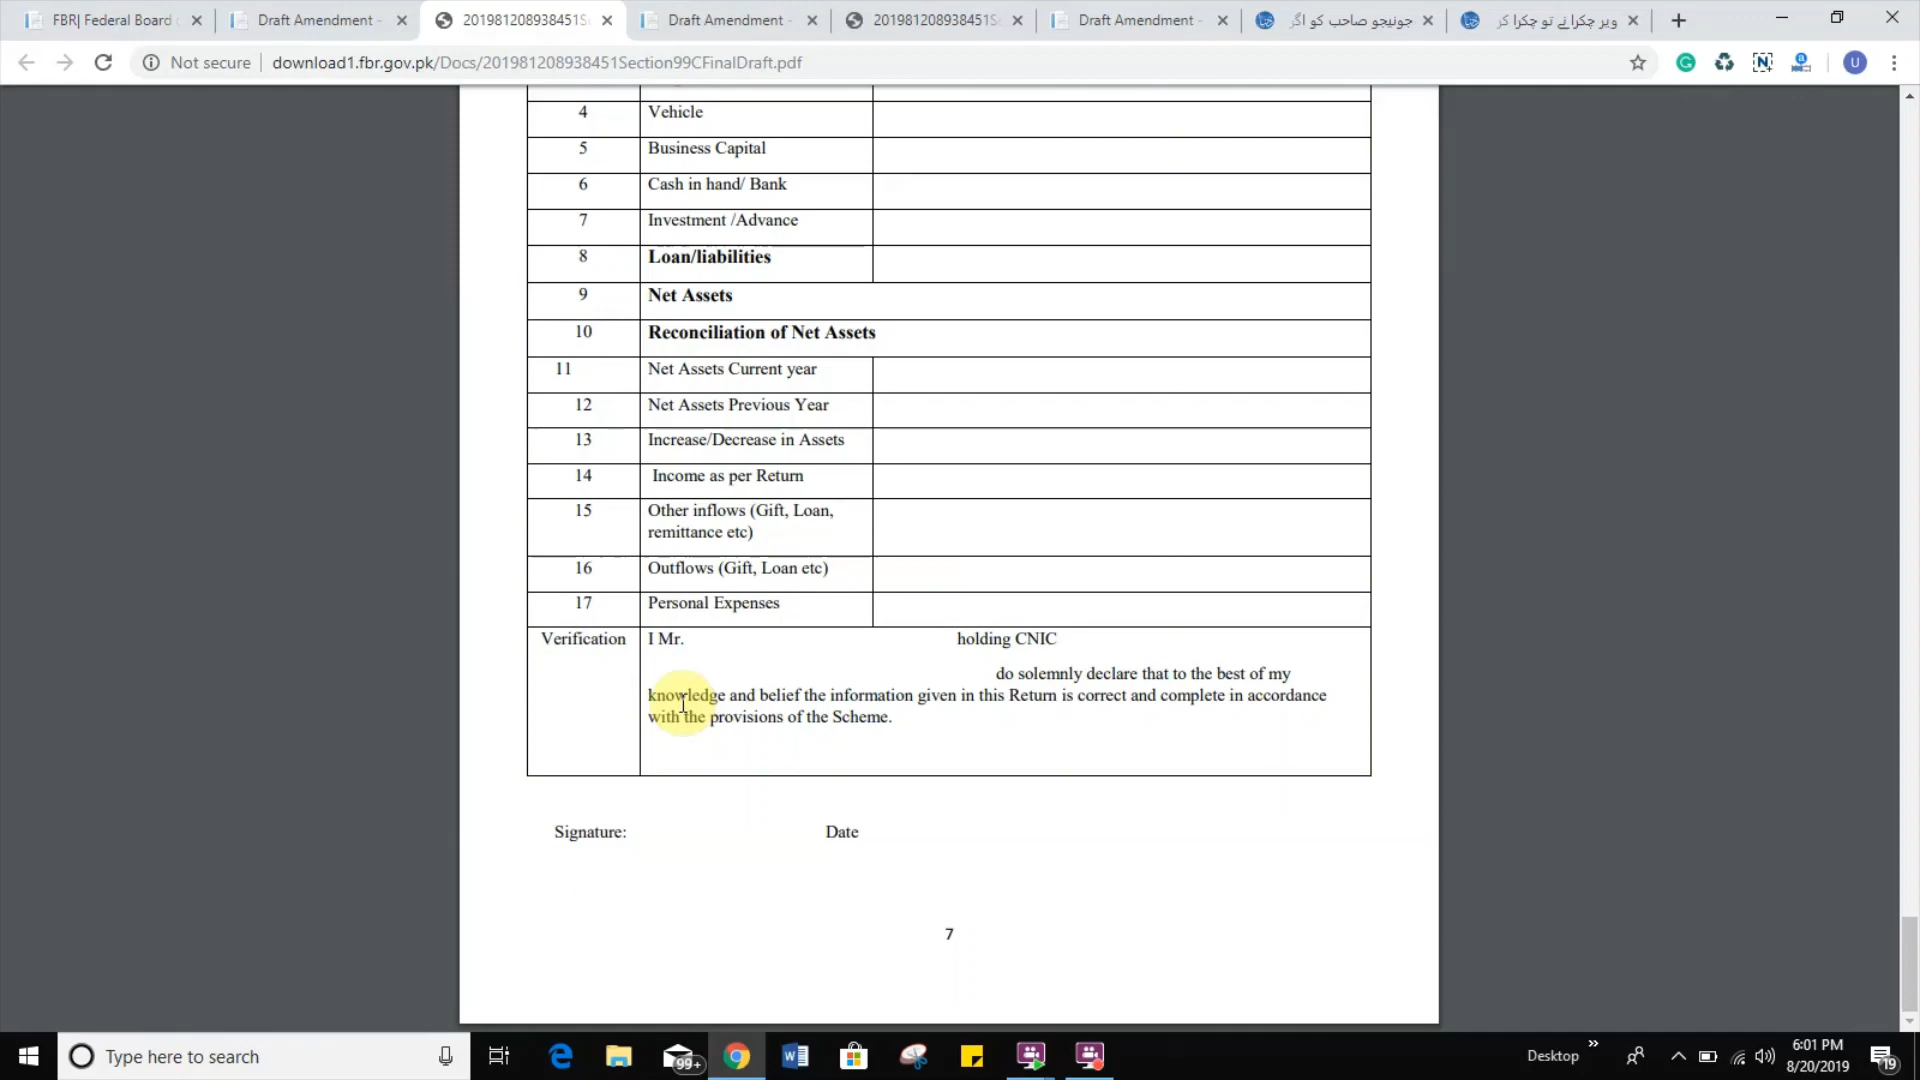 FBR| Federal Board
Draft Amendment -
201981208938451S
Draft Amendment -
201981208938451S
Draft Amendment -
جونیجو صاحب کو اگر
ویر چکرا نے تو چکرا کر
Not secure
download1.fbr.gov.pk/Docs/201981208938451Section99CFinalDraft.pdf
U
4 Vehicle
5 Business Capital
6 Cash in hand/ Bank
7 Investment /Advance
8 Loan/liabilities
9 Net Assets
10 Reconciliation of Net Assets
11 Net Assets Current year
12 Net Assets Previous Year
13 Increase/Decrease in Assets
14 Income as per Return
15 Other inflows (Gift, Loan,
remittance etc)
16 Outflows (Gift, Loan etc)
17 Personal Expenses
Verification I Mr. holding CNIC
do solemnly declare that to the best of my
knowledge and belief the information given in this Return is correct and complete in accordance
with the provisions of the Scheme.
Signature: Date
7
Type here to search
99+
Desktop
6:01 PM
8/20/2019
19